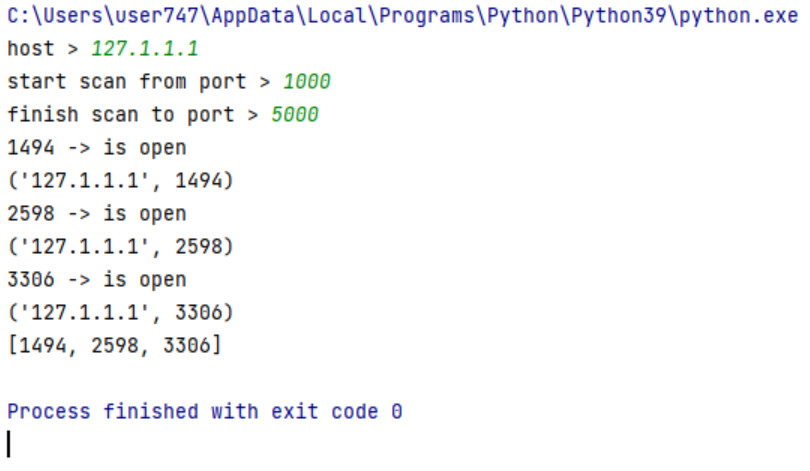 C:\Users\user747\AppData\Local\Programs\Python\Python39\python.exe
host > 127.1.1.1
start scan from port > 1000
finish scan to port > 5000
1494 -> is open
('127.1.1.1', 1494)
2598 -> is open
('127.1.1.1', 2598)
3306 -> is open
('127.1.1.1', 3306)
[1494, 2598, 3306]
Process finished with exit code 0